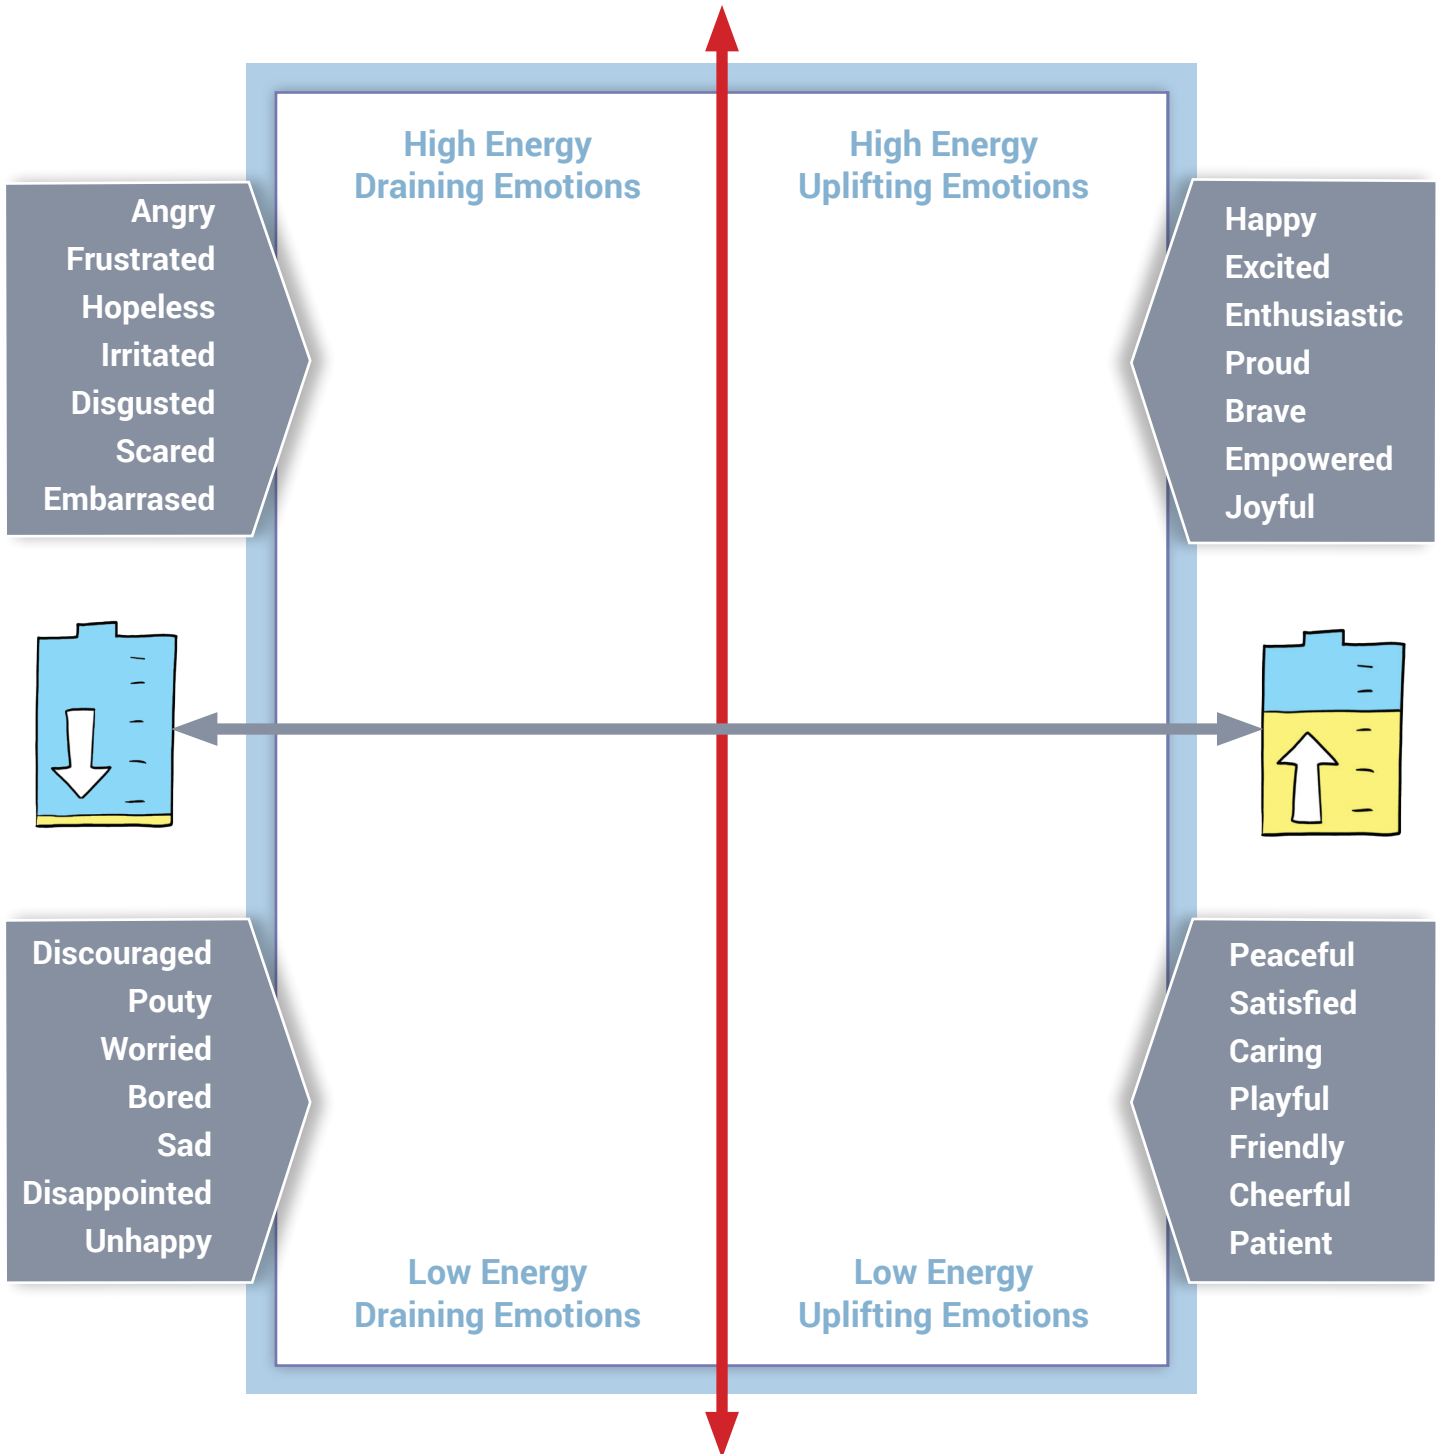 High Energy
Draining Emotions
High Energy
Uplifting Emotions
Angry
Frustrated
Hopeless
Irritated
Disgusted
Scared
Embarrased
Happy
Excited
Enthusiastic
Proud
Brave
Empowered
Joyful
Discouraged
Pouty
Worried
Bored
Sad
Disappointed
Unhappy
Peaceful
Satisfied
Caring
Playful
Friendly
Cheerful
Patient
Low Energy
Draining Emotions
Low Energy
Uplifting Emotions